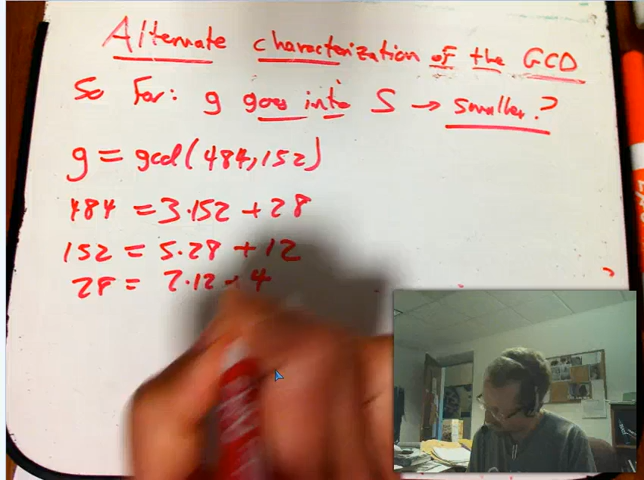 Alternate characterization of the GCD
So Far: g goes into S → smaller?
g = gcd(484,152)
484 = 3·152 + 28
152 = 5·28 + 12
28 = 2·12 + 4